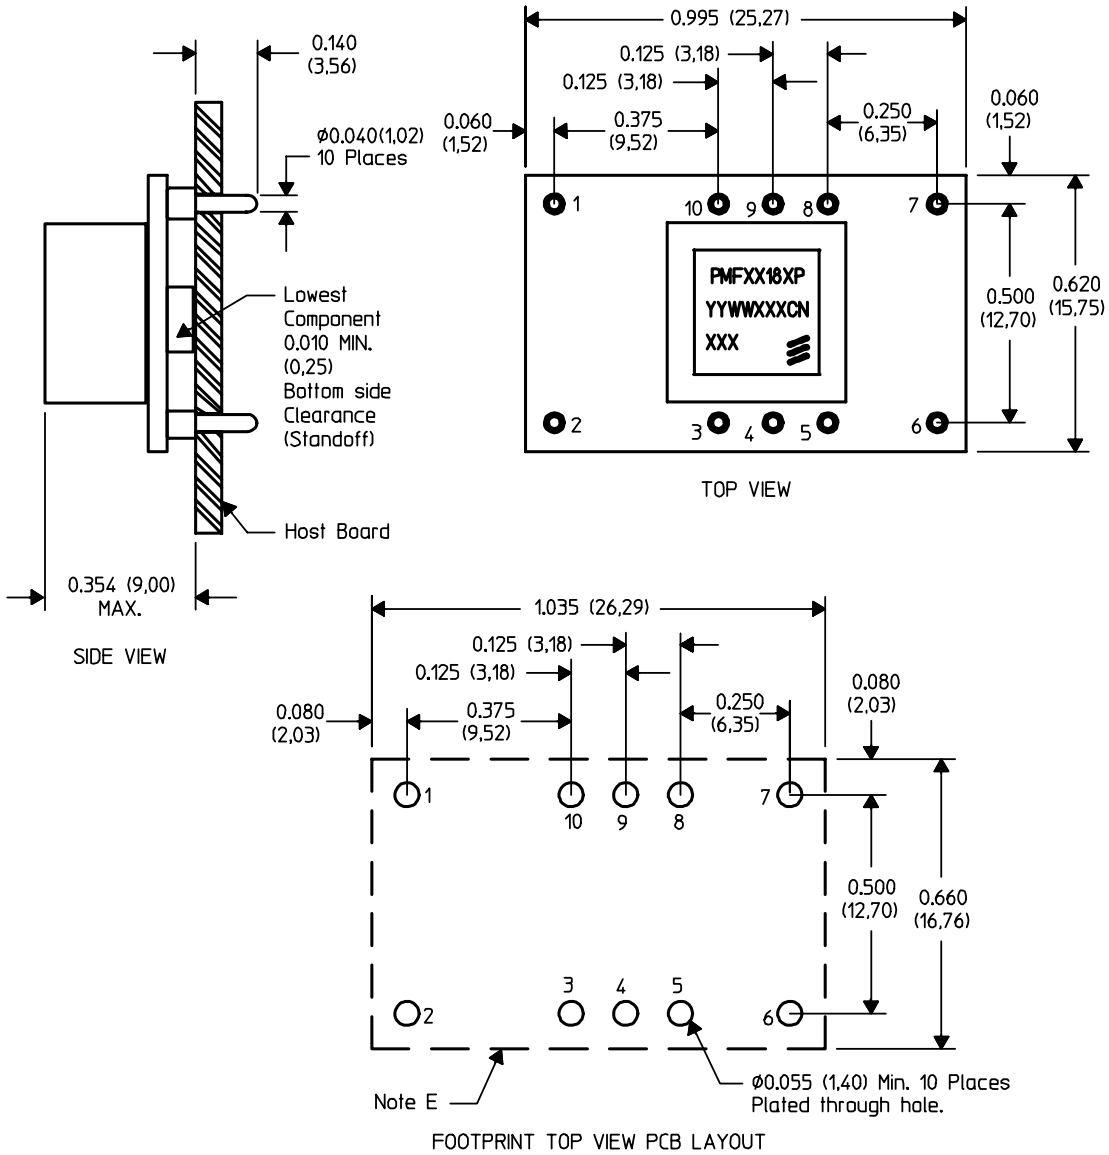 0.140
(3,56)
Ø0.040(1,02)
10 Places
Lowest
Component
0.010 MIN.
(0,25)
Bottom side
Clearance
(Standoff)
Host Board
0.354 (9,00)
MAX.
SIDE VIEW
0.995 (25,27)
0.125 (3,18)
0.125 (3,18)
0.060
(1,52)
0.375
(9,52)
0.250
(6,35)
0.060
(1,52)
1
10
9
8
7
PMFXX18XP
YYWWXXXCN
XXX
0.500
(12,70)
0.620
(15,75)
2
3
4
5
6
TOP VIEW
1.035 (26,29)
0.125 (3,18)
0.125 (3,18)
0.080
(2,03)
0.375
(9,52)
0.250
(6,35)
0.080
(2,03)
1
10
9
8
7
0.500
(12,70)
0.660
(16,76)
2
3
4
5
6
Note E
Ø0.055 (1,40) Min. 10 Places
Plated through hole.
FOOTPRINT TOP VIEW PCB LAYOUT